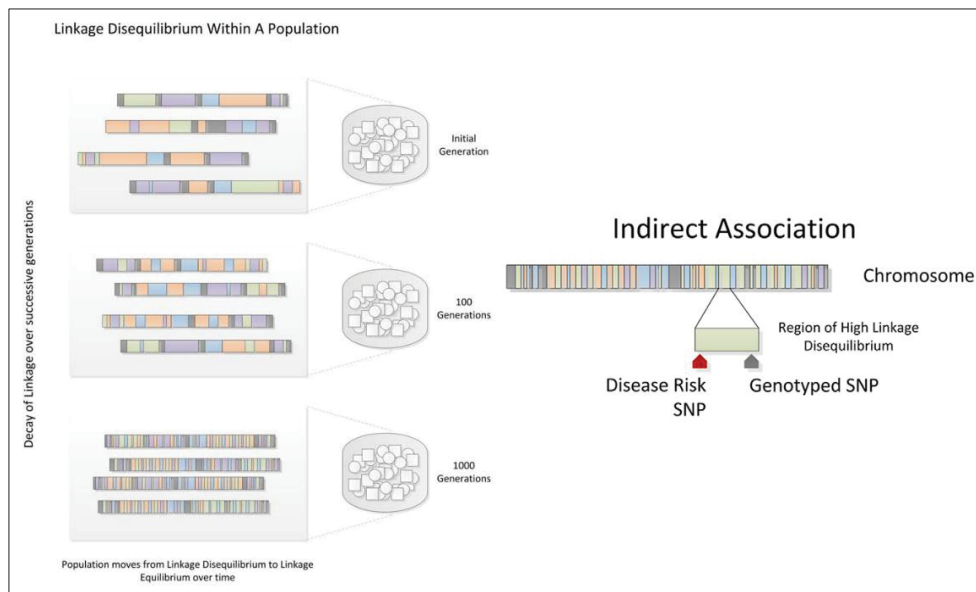 Linkage Disequilibrium Within A Population
Decay of Linkage over successive generations
Initial
Generation
100
Generations
1000
Generations
Population moves from Linkage Disequilibrium to Linkage
Equilibrium over time
Indirect Association
Chromosome
Region of High Linkage
Disequilibrium
Disease Risk
SNP
Genotyped SNP